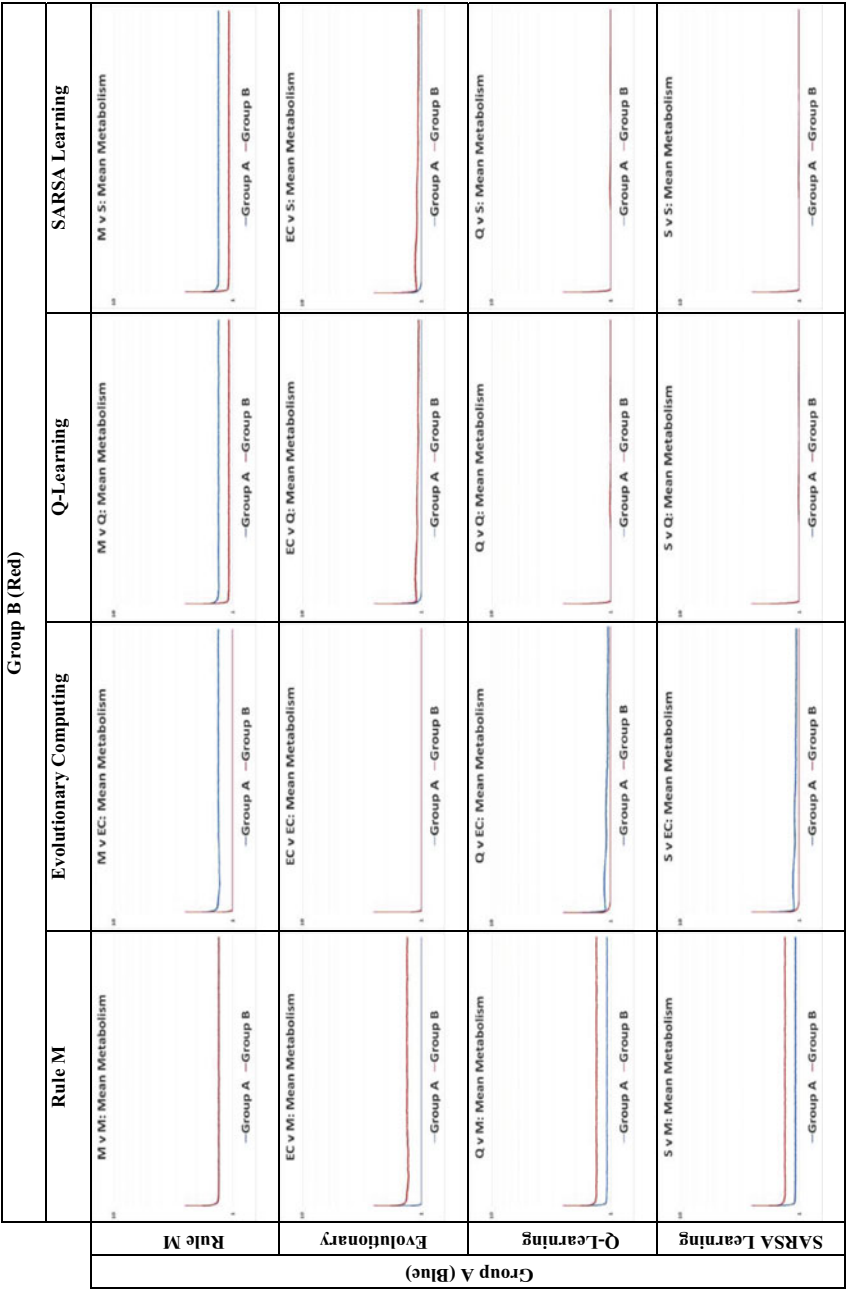 Group B (Red)
Rule M
Evolutionary Computing
Q-Learning
SARSA Learning
Group A (Blue)
Rule M
M v M: Mean Metabolism
Group A Group B
M v EC: Mean Metabolism
Group A Group B
M v Q: Mean Metabolism
Group A Group B
M v S: Mean Metabolism
Group A Group B
Evolutionary
EC v M: Mean Metabolism
Group A Group B
EC v EC: Mean Metabolism
Group A Group B
EC v Q: Mean Metabolism
Group A Group B
EC v S: Mean Metabolism
Group A Group B
Q-Learning
Q v M: Mean Metabolism
Group A Group B
Q v EC: Mean Metabolism
Group A Group B
Q v Q: Mean Metabolism
Group A Group B
Q v S: Mean Metabolism
Group A Group B
SARSA Learning
S v M: Mean Metabolism
Group A Group B
S v EC: Mean Metabolism
Group A Group B
S v Q: Mean Metabolism
Group A Group B
S v S: Mean Metabolism
Group A Group B